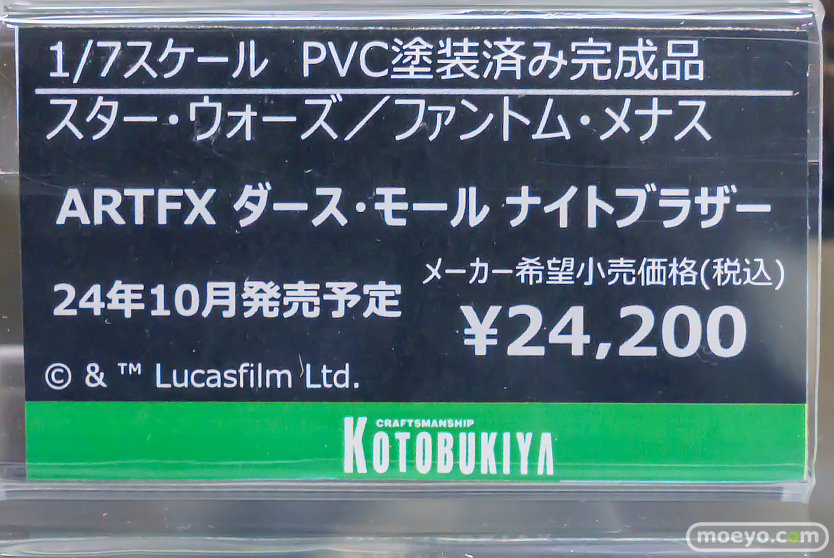 1/7スケール PVC塗装済み完成品
スター・ウォーズ／ファントム・メナス
ARTFX ダース・モール ナイトブラザー
メーカー希望小売価格(税込)
24年10月発売予定
¥24,200
© & ™ Lucasfilm Ltd.
CRAFTSMANSHIP
KOTOBUKIYA
moeyo.com